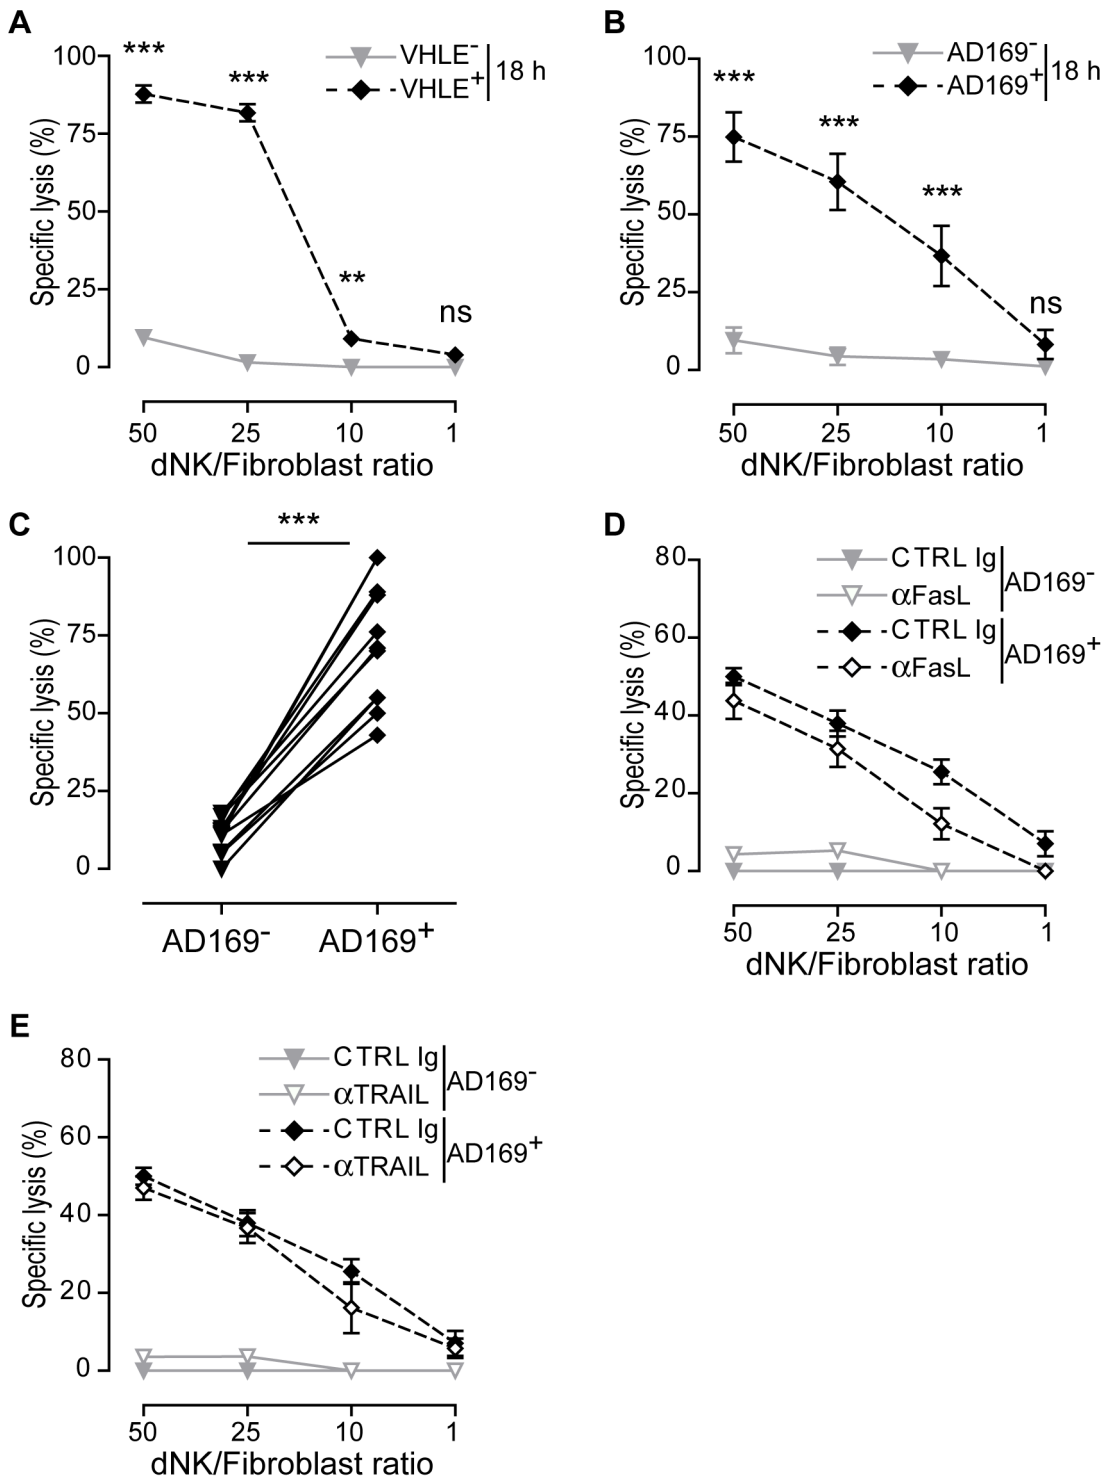 A
VHLE-
VHLE+
18 h
***
***
**
ns
100
75
50
25
0
Specific lysis (%)
50 25 10 1
dNK/Fibroblast ratio
B
AD169-
AD169+
18 h
***
***
***
ns
100
75
50
25
0
Specific lysis (%)
50 25 10 1
dNK/Fibroblast ratio
C
***
100
75
50
25
0
Specific lysis (%)
AD169- AD169+
D
CTRL Ig
αFasL
AD169-
CTRL Ig
αFasL
AD169+
80
60
40
20
0
Specific lysis (%)
50 25 10 1
dNK/Fibroblast ratio
E
CTRL Ig
αTRAIL
AD169-
CTRL Ig
αTRAIL
AD169+
80
60
40
20
0
Specific lysis (%)
50 25 10 1
dNK/Fibroblast ratio